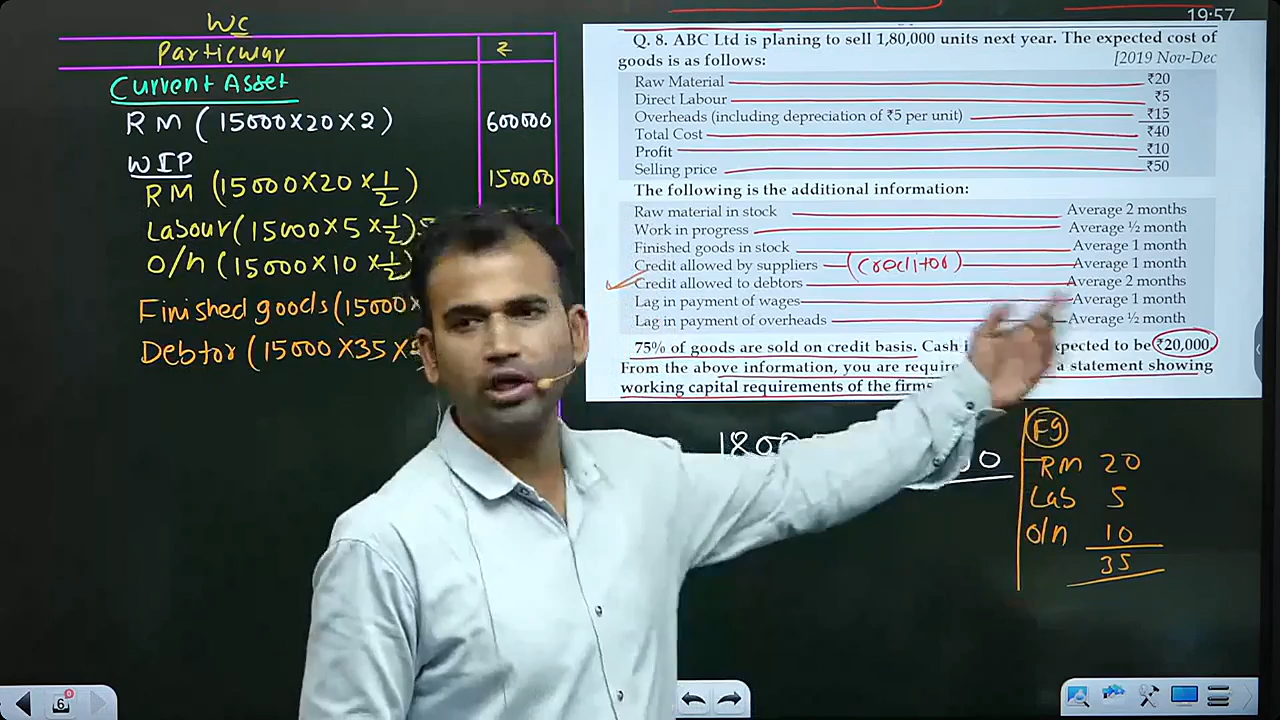 19:57
WC
Particular ₹
Current Asset
RM (15000×20×2) 600000
WIP
RM (15000×20×½) 150000
Labour (15000×5×½)
O/h (15000×10×½)
Finished goods (15000×
Debtor (15000×35×
Q. 8. ABC Ltd is planing to sell 1,80,000 units next year. The expected cost of
goods is as follows: [2019 Nov-Dec
Raw Material ₹20
Direct Labour ₹5
Overheads (including depreciation of ₹5 per unit) ₹15
Total Cost ₹40
Profit ₹10
Selling price ₹50
The following is the additional information:
Raw material in stock Average 2 months
Work in progress Average ½ month
Finished goods in stock Average 1 month
Credit allowed by suppliers (creditor) Average 1 month
Credit allowed to debtors Average 2 months
Lag in payment of wages Average 1 month
Lag in payment of overheads Average ½ month
75% of goods are sold on credit basis. Cash expected to be ₹20,000.
From the above information, you are a statement showing
working capital requirements of the firm
Fg
RM 20
Lab 5
O/h 10
35
6